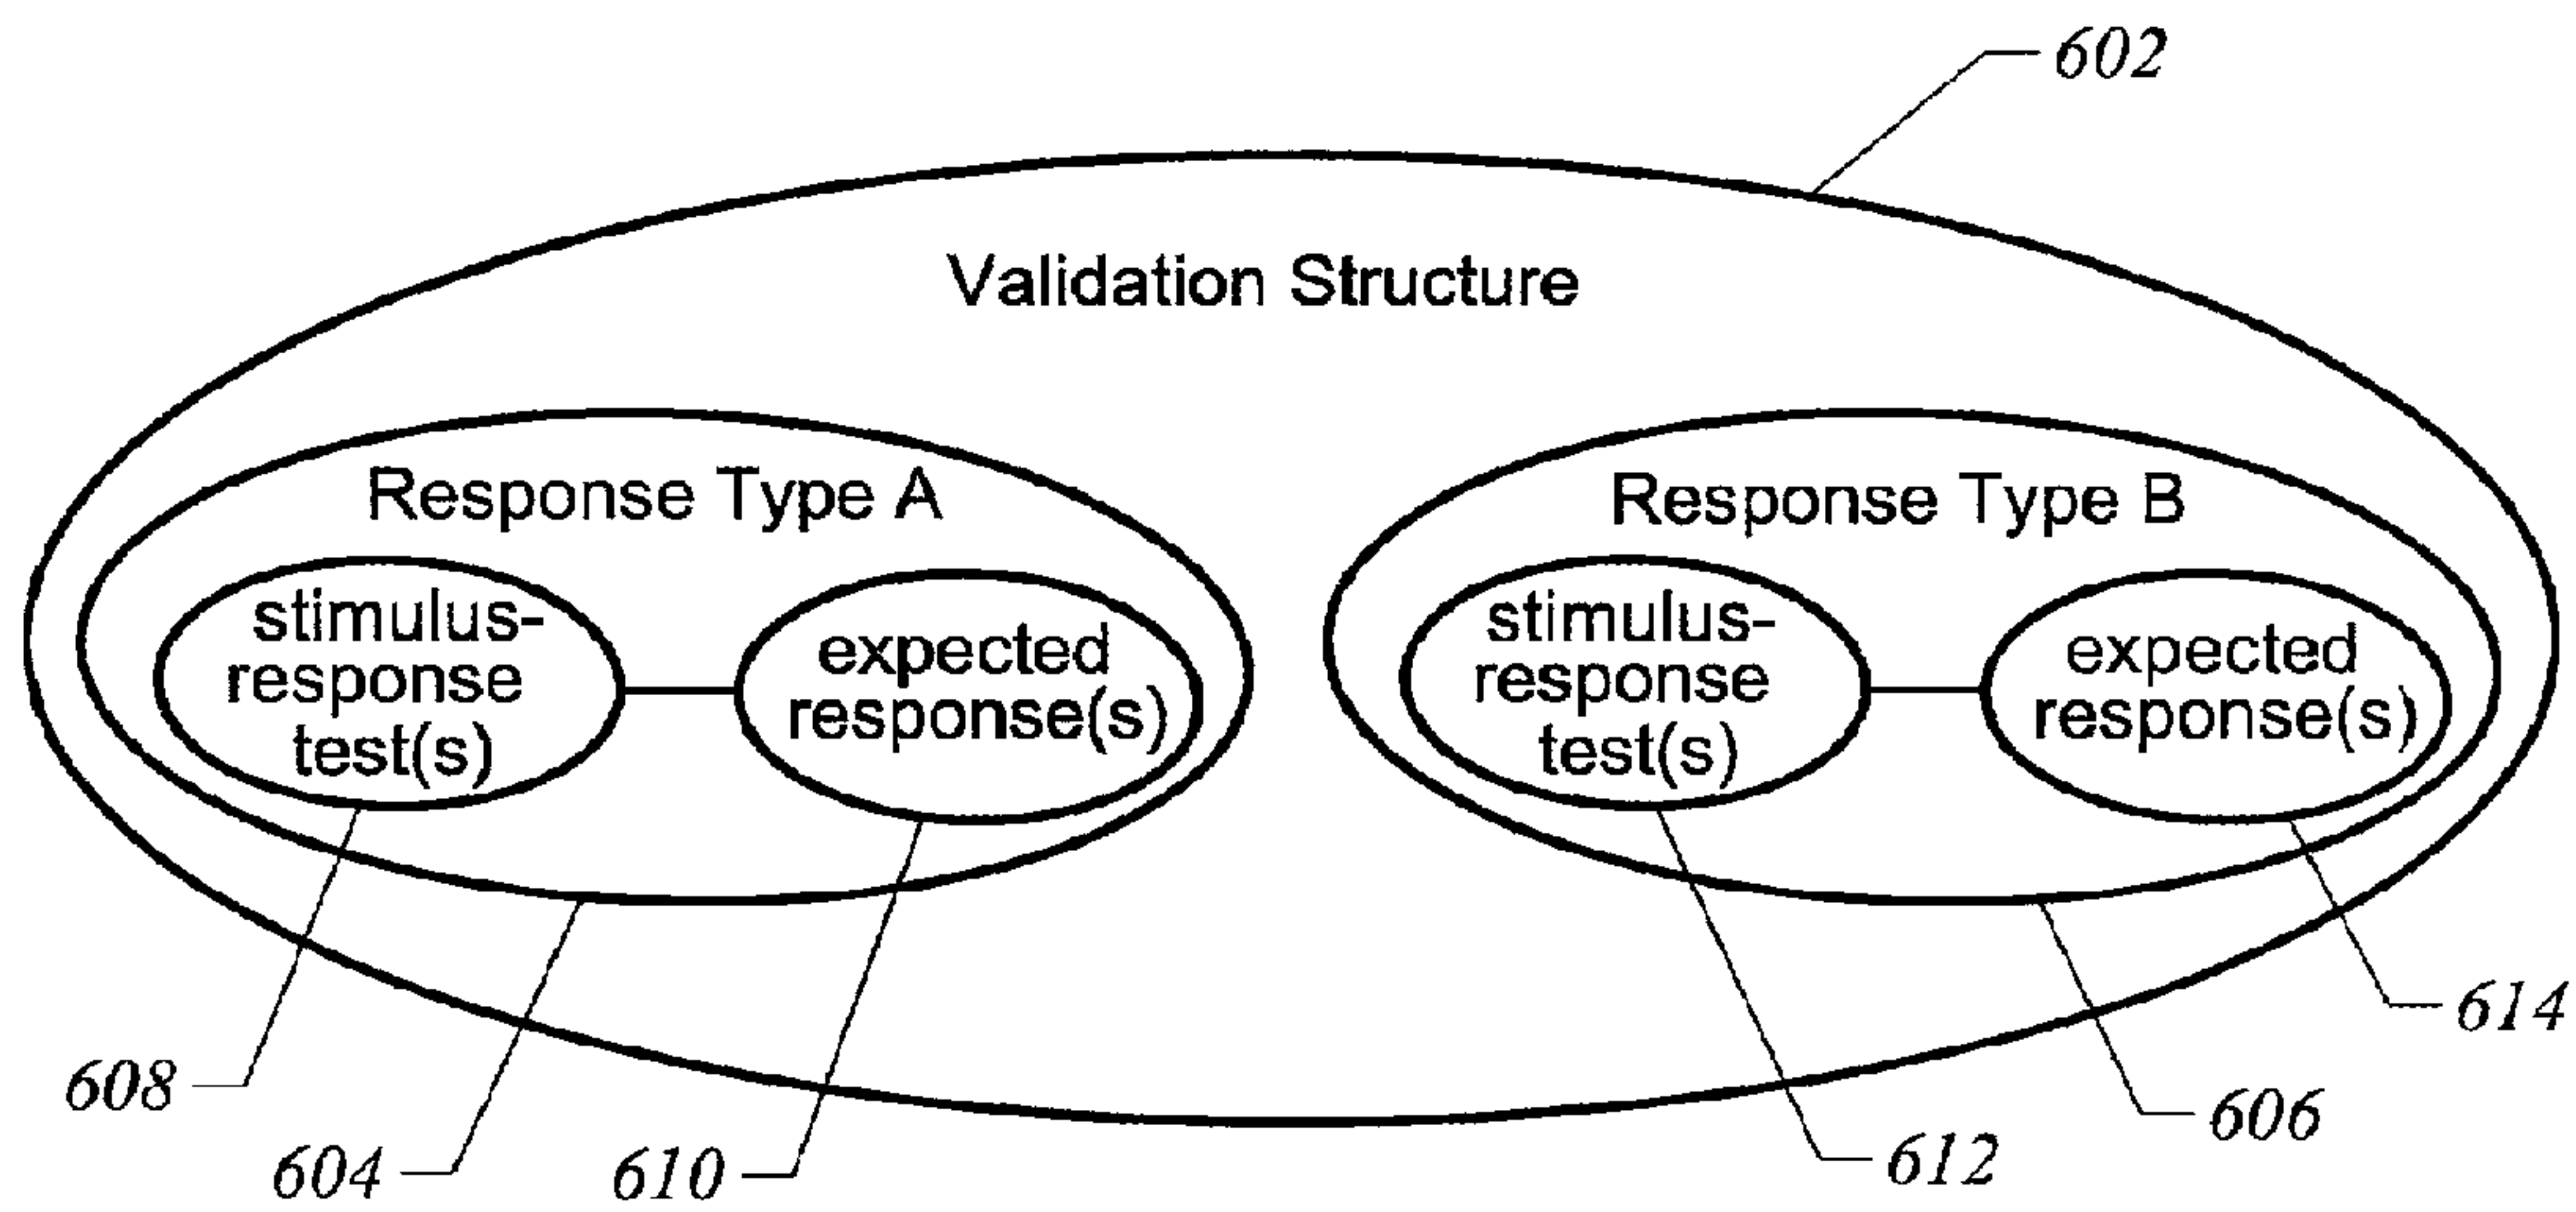 602
Validation Structure
Response Type A
stimulus-
response
test(s)
expected
response(s)
Response Type B
stimulus-
response
test(s)
expected
response(s)
608
604
610
612
606
614